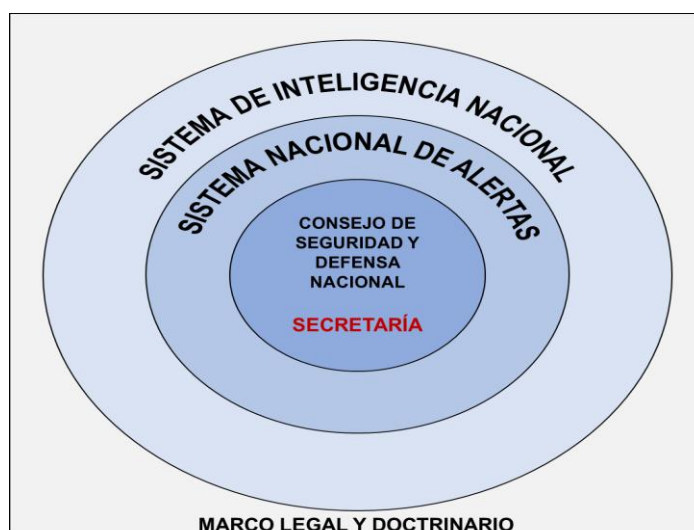 SISTEMA DE INTELIGENCIA NACIONAL
SISTEMA NACIONAL DE ALERTAS
CONSEJO DE
SEGURIDAD Y
DEFENSA
NACIONAL
SECRETARÍA
MARCO LEGAL Y DOCTRINARIO